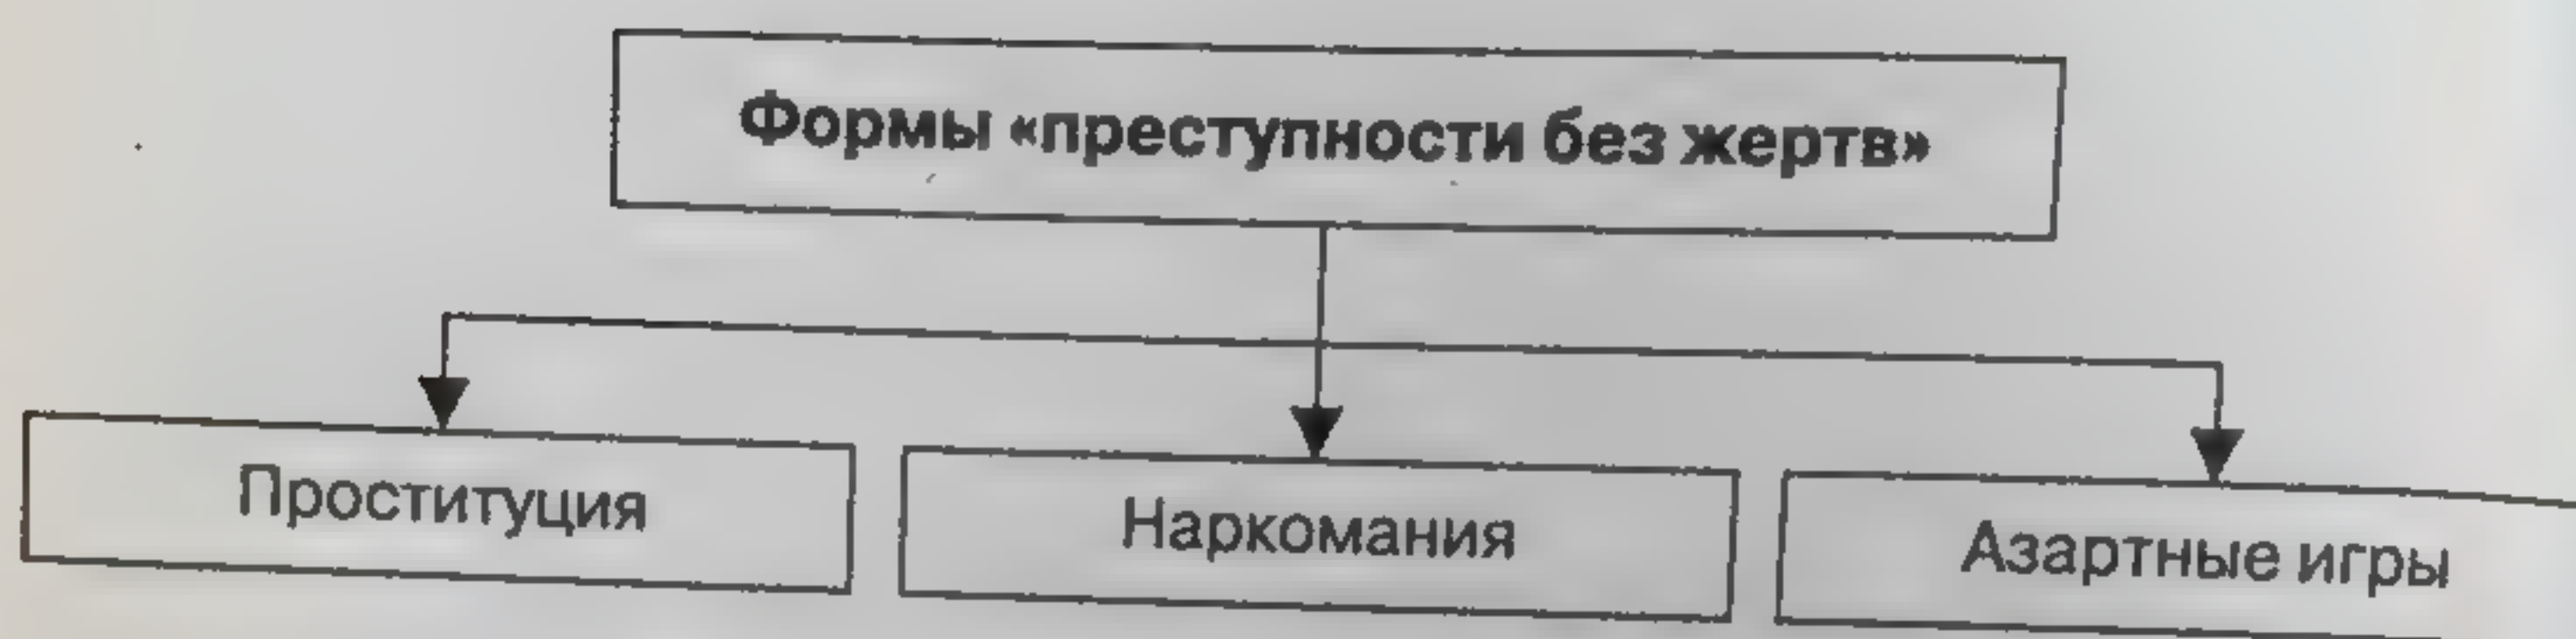 Формы «преступности без жертв»
Проституция
Наркомания
Азартные игры